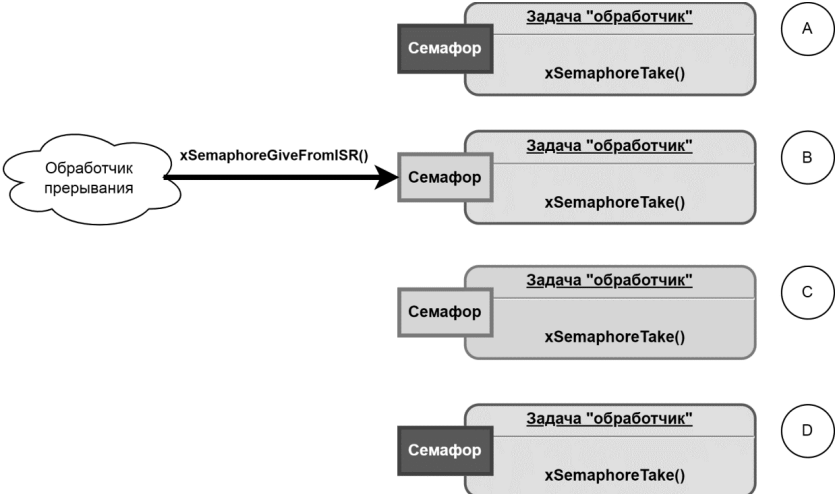 Задача "обработчик"
Семафор
xSemaphoreTake()
A
Обработчик
прерывания
xSemaphoreGiveFromISR()
Задача "обработчик"
Семафор
xSemaphoreTake()
B
Задача "обработчик"
Семафор
xSemaphoreTake()
C
Задача "обработчик"
Семафор
xSemaphoreTake()
D